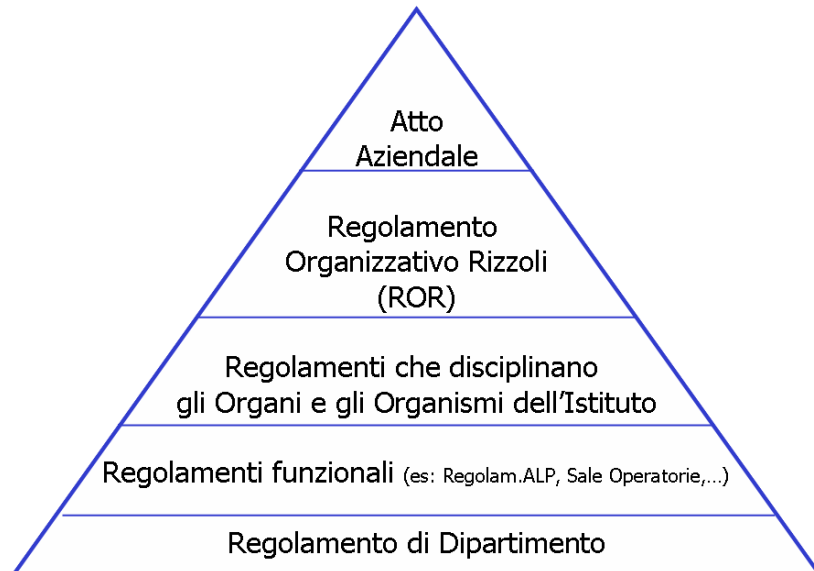 Atto
Aziendale
Regolamento
Organizzativo Rizzoli
(ROR)
Regolamenti che disciplinano
gli Organi e gli Organismi dell'Istituto
Regolamenti funzionali (es: Regolam.ALP, Sale Operatorie,...)
Regolamento di Dipartimento